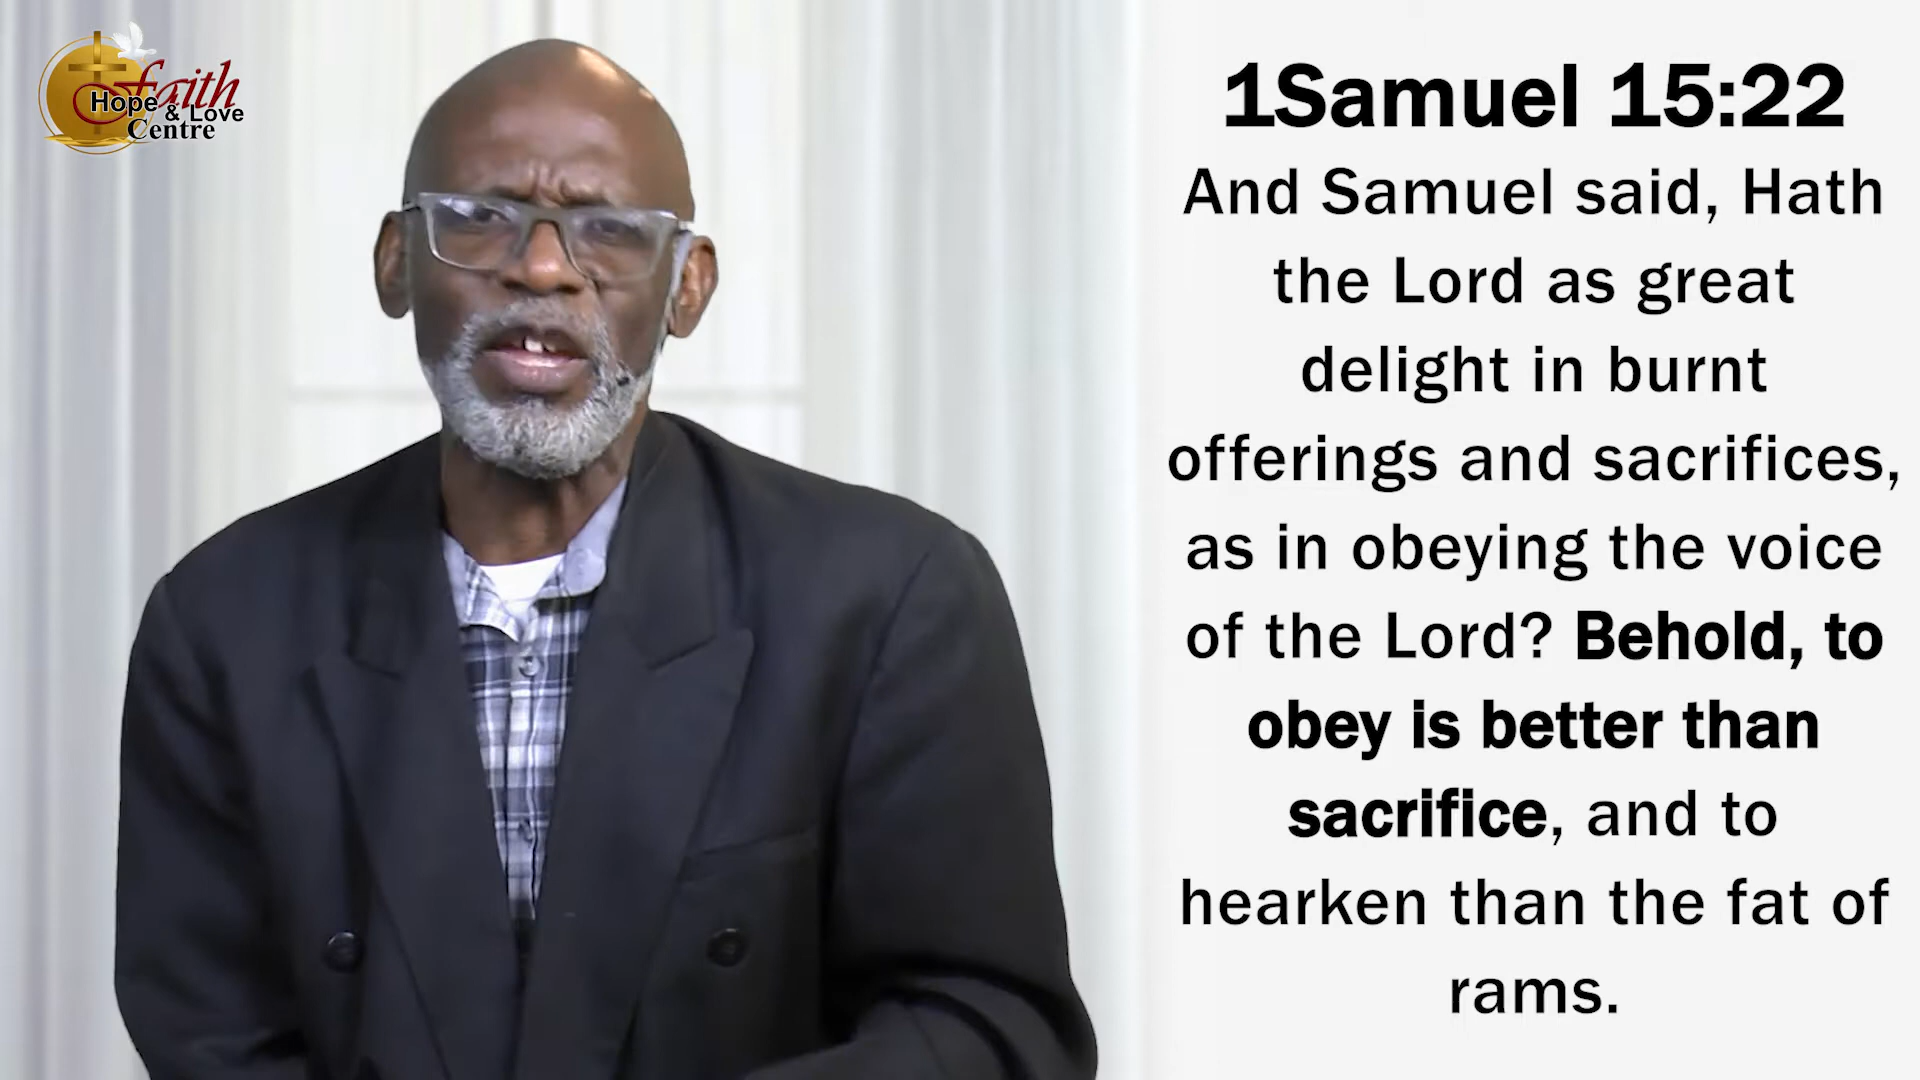 faith
Hope & Love
Centre
1Samuel 15:22
And Samuel said, Hath
the Lord as great
delight in burnt
offerings and sacrifices,
as in obeying the voice
of the Lord? Behold, to
obey is better than
sacrifice, and to
hearken than the fat of
rams.